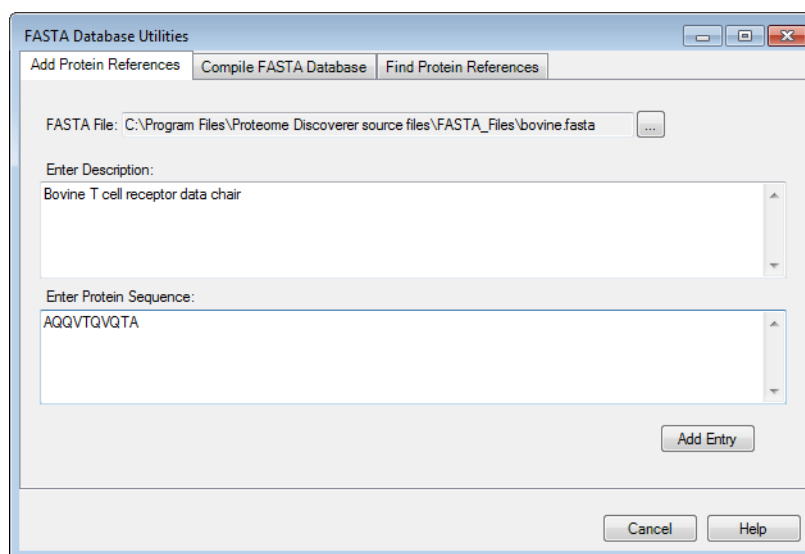 FASTA Database Utilities
Add Protein References Compile FASTA Database Find Protein References
FASTA File: C:\Program Files\Proteome Discoverer source files\FASTA_Files\bovine.fasta ...
Enter Description:
Bovine T cell receptor data chair
Enter Protein Sequence:
AQQVTQVQTA
Add Entry
Cancel Help